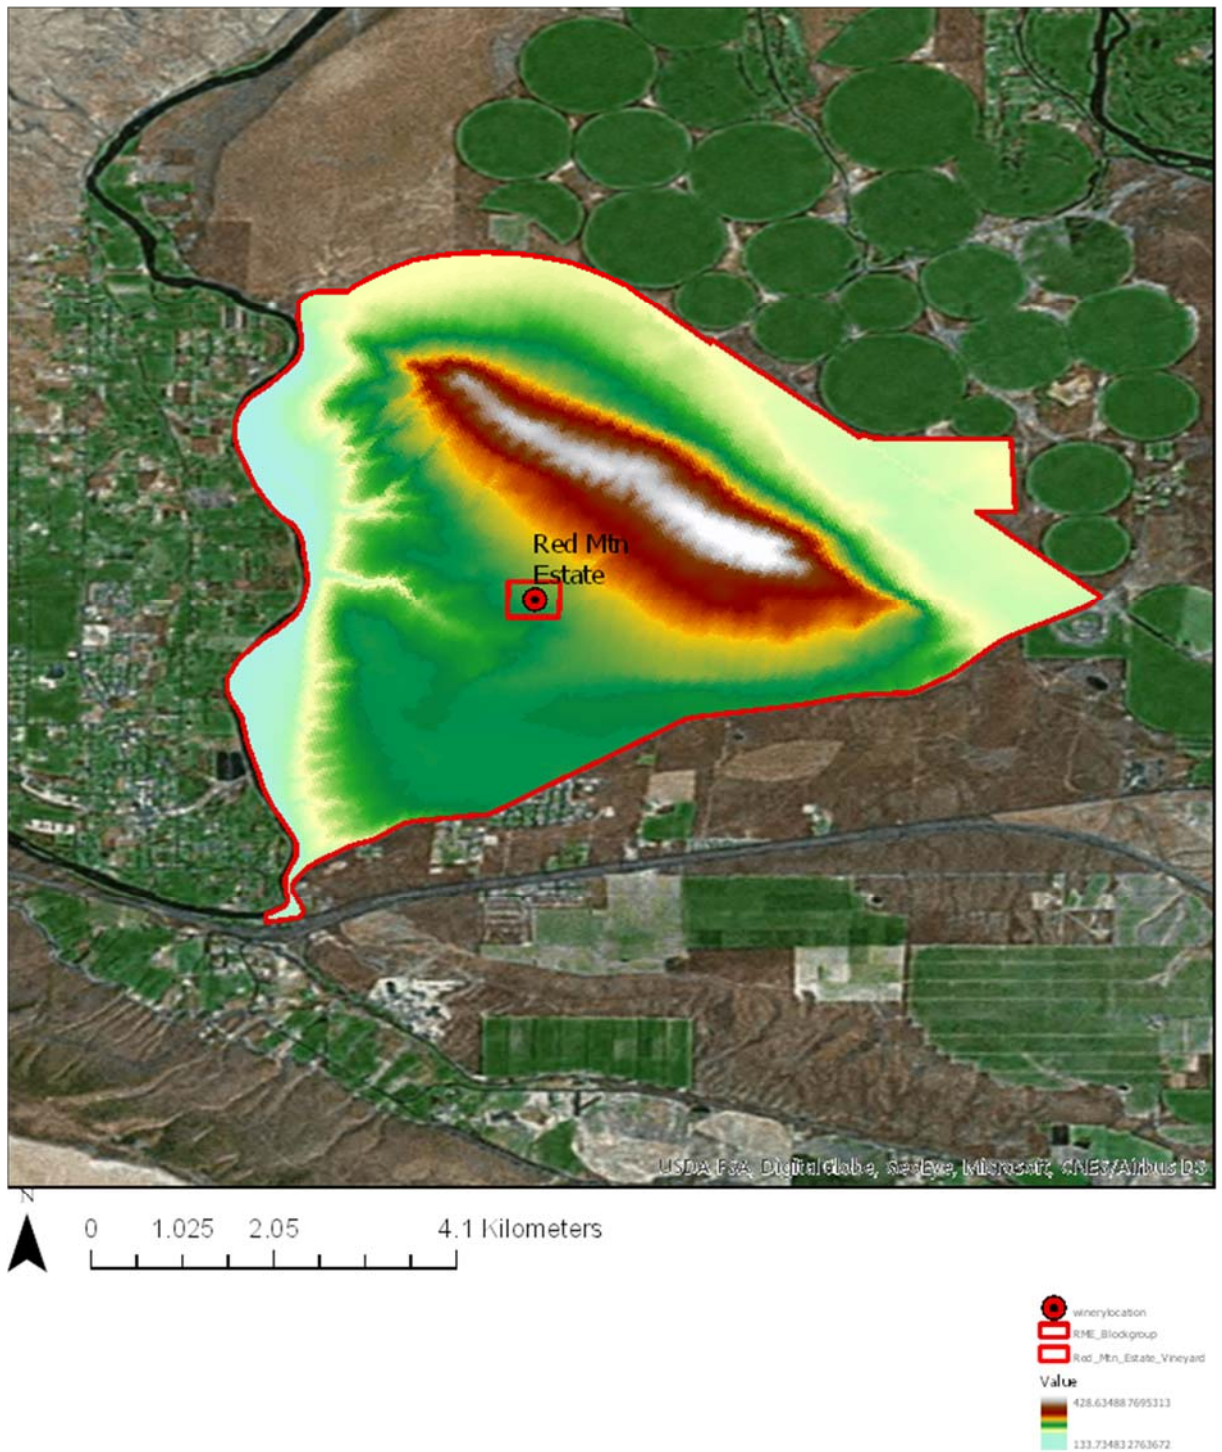 Red Mtn
Estate
USDA FSA, DigitalGlobe, GeoEye, Microsoft, CNES/Airbus DS
N
0 1.025 2.05 4.1 Kilometers
winerylocation
RME_Blockgroup
Red_Mtn_Estate_Vineyard
Value
428.634887695313
133.734832763672